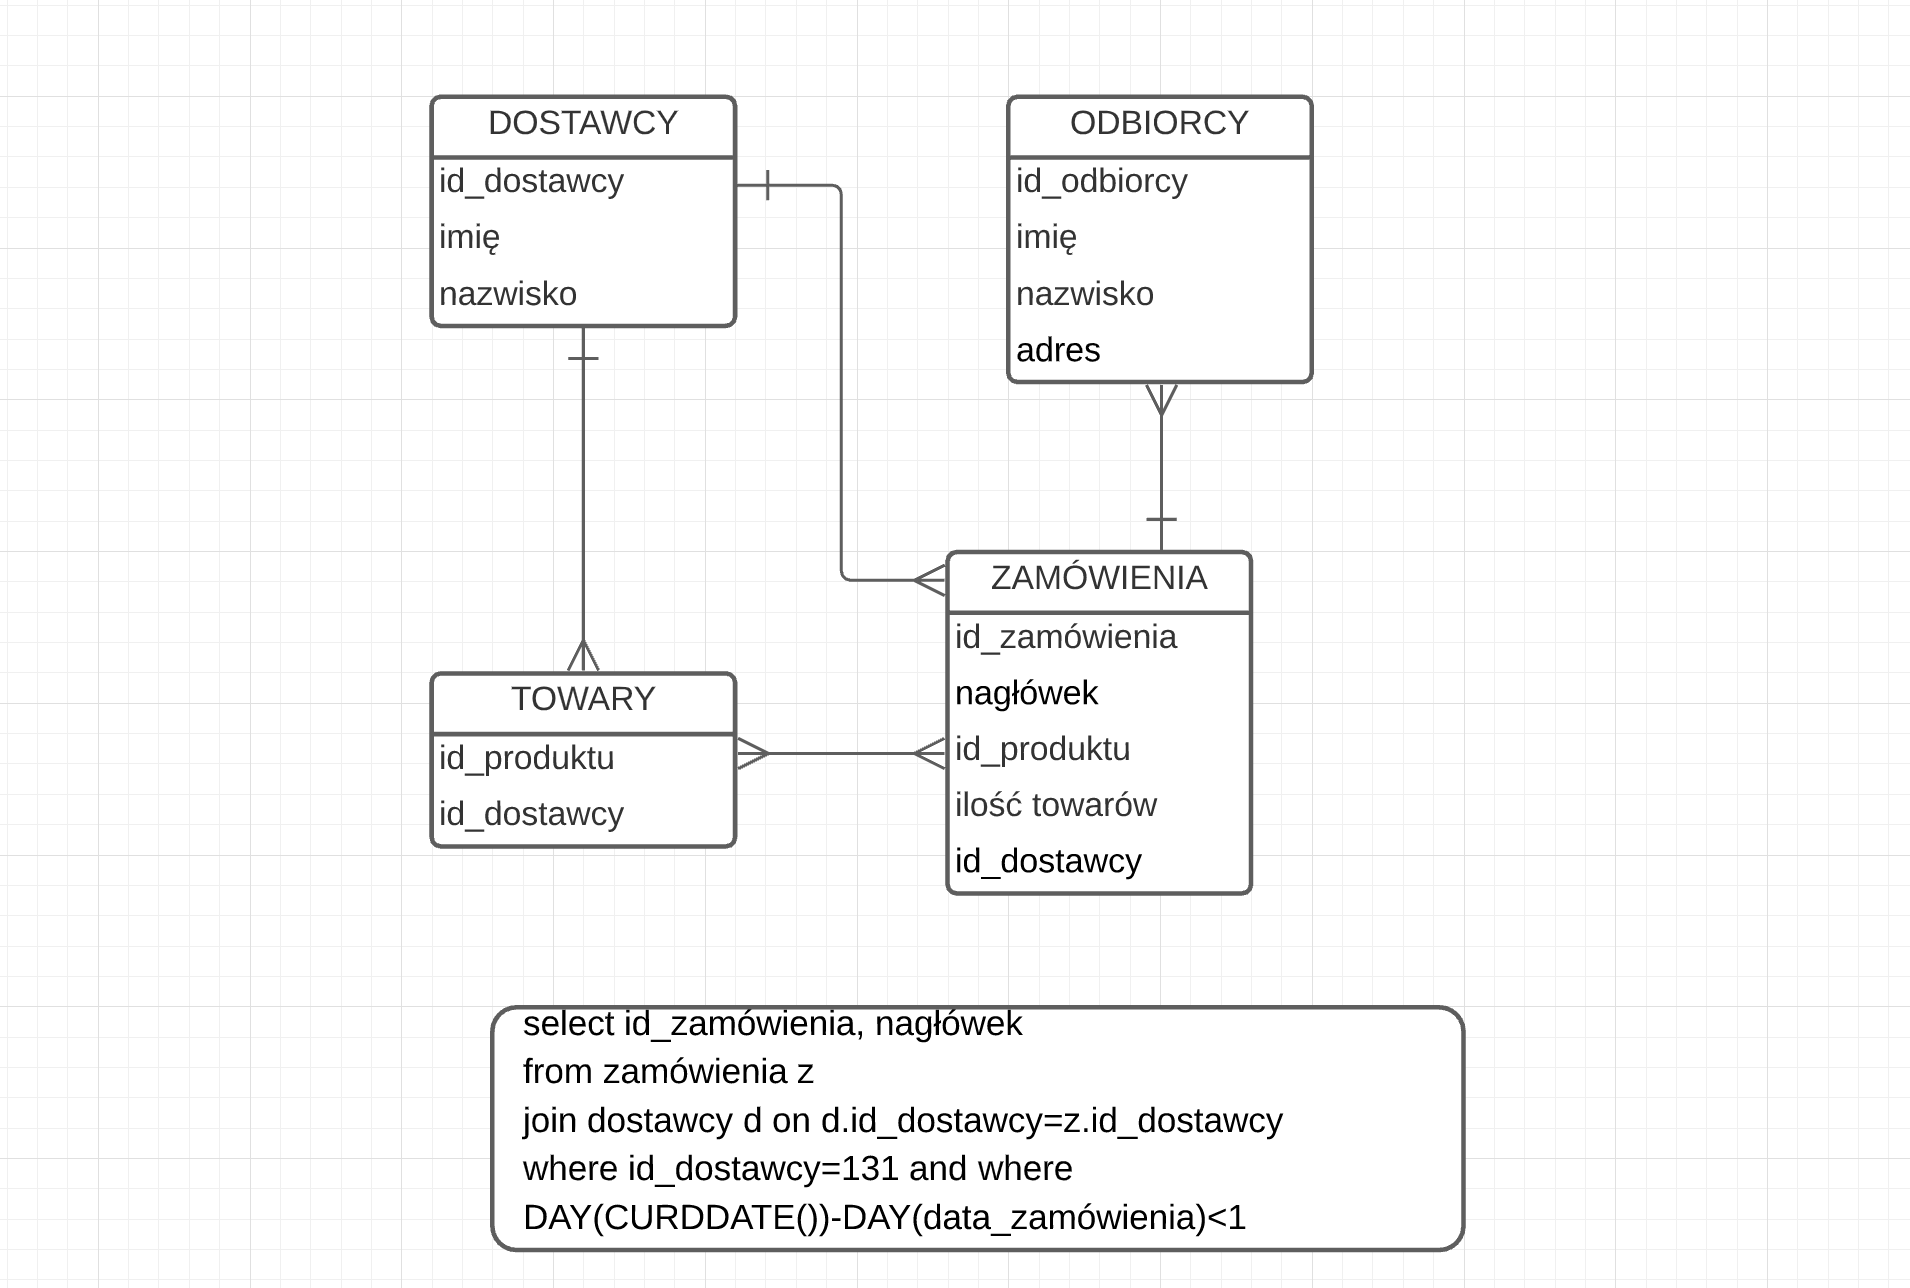 DOSTAWCY
id_dostawcy
imię
nazwisko
ODBIORCY
id_odbiorcy
imię
nazwisko
adres
TOWARY
id_produktu
id_dostawcy
ZAMÓWIENIA
id_zamówienia
nagłówek
id_produktu
ilość towarów
id_dostawcy
select id_zamówienia, nagłówek
from zamówienia z
join dostawcy d on d.id_dostawcy=z.id_dostawcy
where id_dostawcy=131 and where
DAY(CURDDATE())-DAY(data_zamówienia)<1